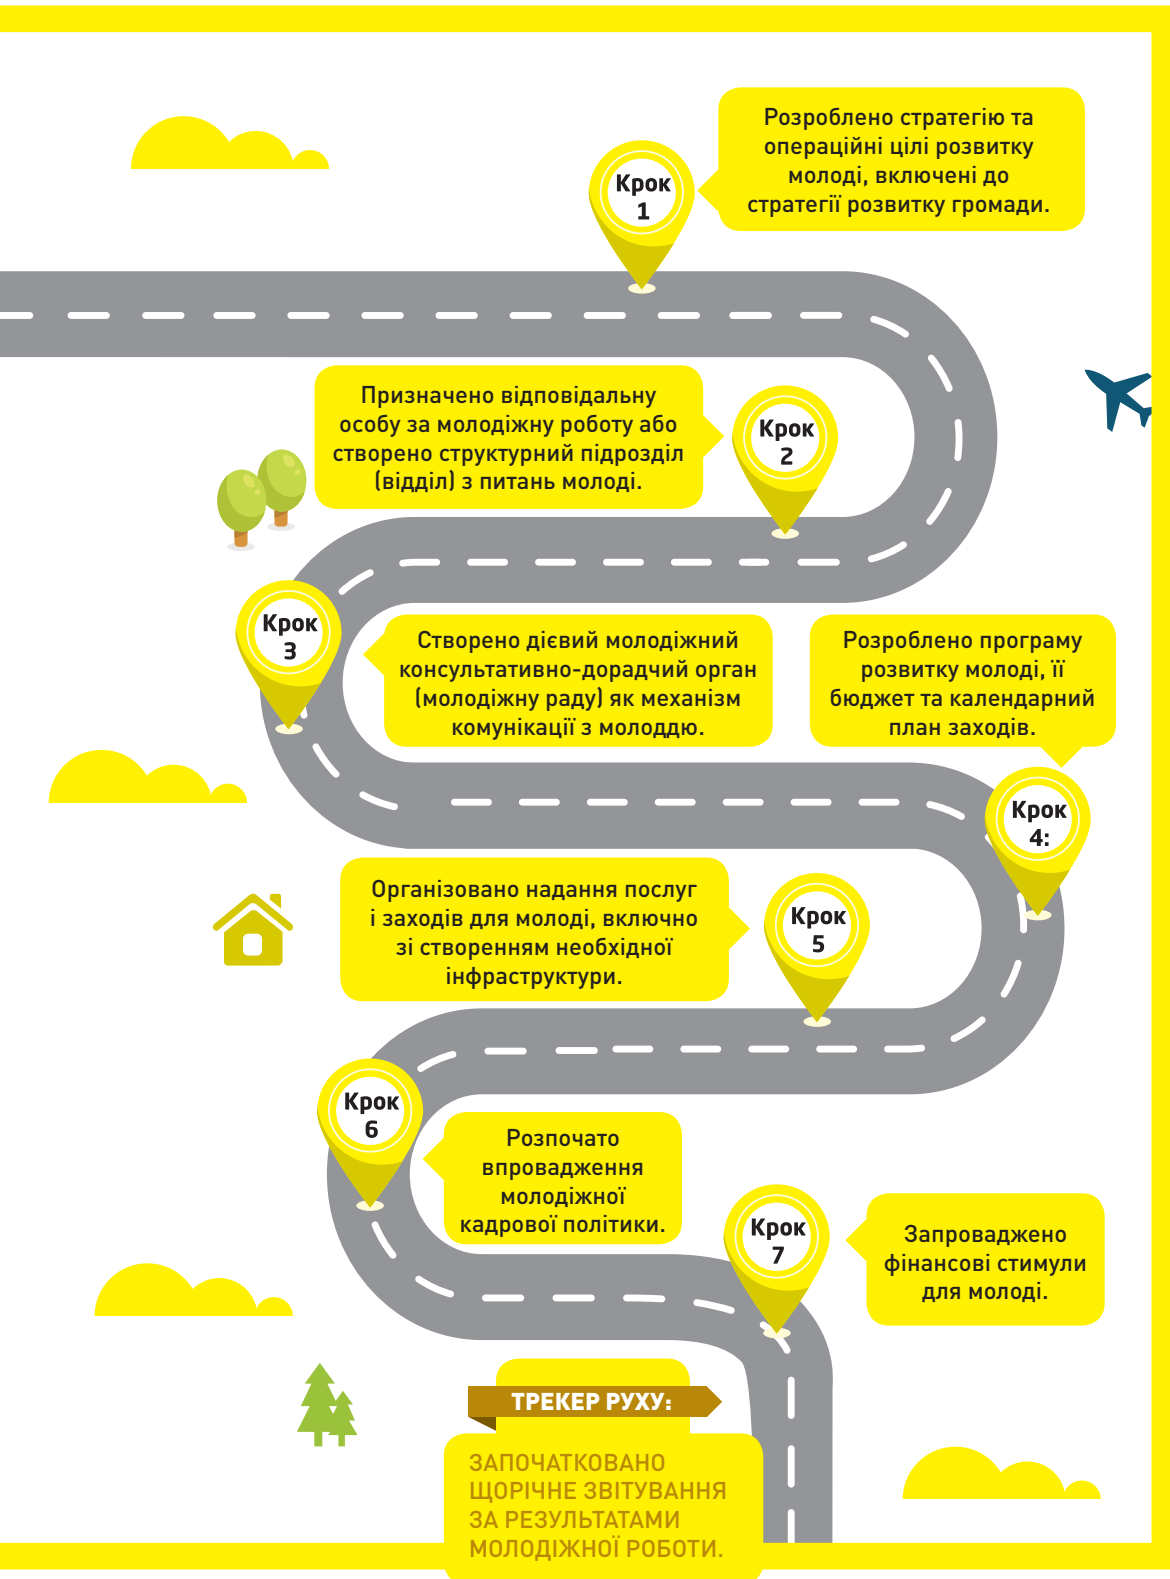 Розроблено стратегію та
операційні цілі розвитку
молоді, включені до
стратегії розвитку громади.
Крок
1
Призначено відповідальну
особу за молодіжну роботу або
створено структурний підрозділ
(відділ) з питань молоді.
Крок
2
Крок
3
Створено дієвий молодіжний
консультативно-дорадчий орган
(молодіжну раду) як механізм
комунікації з молоддю.
Розроблено програму
розвитку молоді, її
бюджет та календарний
план заходів.
Крок
4:
Організовано надання послуг
і заходів для молоді, включно
зі створенням необхідної
інфраструктури.
Крок
5
Крок
6
Розпочато
впровадження
молодіжної
кадрової політики.
Крок
7
Запроваджено
фінансові стимули
для молоді.
ТРЕКЕР РУХУ:
ЗАПОЧАТКОВАНО
ЩОРІЧНЕ ЗВІТУВАННЯ
ЗА РЕЗУЛЬТАТАМИ
МОЛОДІЖНОЇ РОБОТИ.